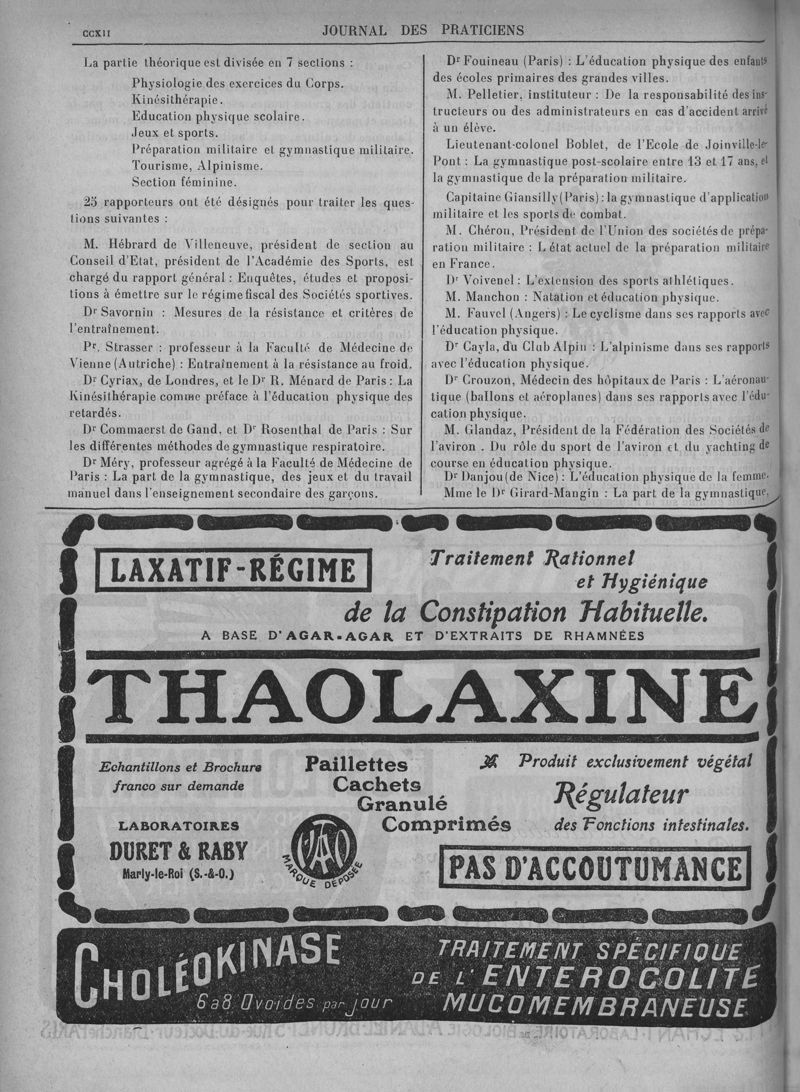 CCXII
JOURNAL DES PRATICIENS
La partie théorique est divisée en 7 sections :
Physiologie des exercices du Corps.
Kinésithérapie.
Education physique scolaire.
Jeux et sports.
Préparation militaire et gymnastique militaire.
Tourisme, Alpinisme.
Section féminine.
25 rapporteurs ont été désignés pour traiter les ques-
tions suivantes :
M. Hébrard de Villeneuve, président de section au
Conseil d'Etat, président de l'Académie des Sports, est
chargé du rapport général : Enquêtes, études et proposi-
tions à émettre sur le régime fiscal des Sociétés sportives.
Dr Savornin : Mesures de la résistance et critères de
l'entraînement.
Pr. Strasser : professeur à la Faculté de Médecine de
Vienne (Autriche) : Entraînement à la résistance au froid.
Dr Cyriax, de Londres, et le Dr R. Ménard de Paris : La
Kinésithérapie comme préface à l'éducation physique des
retardés.
Dr Commaerst de Gand, et Dr Rosenthal de Paris : Sur
les différentes méthodes de gymnastique respiratoire.
Dr Méry, professeur agrégé à la Faculté de Médecine de
Paris : La part de la gymnastique, des jeux et du travail
manuel dans l'enseignement secondaire des garçons.
Dr Fouineau (Paris) : L'éducation physique des enfants
des écoles primaires des grandes villes.
M. Pelletier, instituteur : De la responsabilité des ins-
tructeurs ou des administrateurs en cas d'accident arrivé
à un élève.
Lieutenant-colonel Boblet, de l'Ecole de Joinville-le-
Pont : La gymnastique post-scolaire entre 13 et 17 ans, et
la gymnastique de la préparation militaire.
Capitaine Giansilly (Paris) : la gymnastique d'application
militaire et les sports de combat.
M. Chéron, Président de l'Union des sociétés de prépa-
ration militaire : L état actuel de la préparation militaire
en France.
Dr Voivenel : L'extension des sports athlétiques.
M. Manchon : Natation et éducation physique.
M. Fauvel (Angers) : Le cyclisme dans ses rapports avec
l'éducation physique.
Dr Cayla, du Club Alpin : L'alpinisme dans ses rapports
avec l'éducation physique.
Dr Crouzon, Médecin des hôpitaux de Paris : L'aéronau-
tique (ballons et aéroplanes) dans ses rapports avec l'édu-
cation physique.
M. Glandaz, Président de la Fédération des Sociétés de
l'aviron . Du rôle du sport de l'aviron et du yachting de
course en éducation physique.
Dr Danjou (de Nice) : L'éducation physique de la femme.
Mme le Dr Girard-Mangin : La part de la gymnastique,
LAXATIF-RÉGIME
Traitement Rationnel
et Hygiénique
de la Constipation Habituelle.
A BASE D'AGAR-AGAR ET D'EXTRAITS DE RHAMNÉES
THAOLAXINE
Echantillons et Brochure
franco sur demande
LABORATOIRES
DURET & RABY
Marly-le-Roi (S.-&-O.)
Paillettes
Cachets
Granulé
Comprimés
MARQUE DÉPOSÉE
Produit exclusivement végétal
Régulateur
des Fonctions intestinales.
PAS D'ACCOUTUMANCE
CHOLÉOKINASE
6 à 8 Ovoïdes par jour
TRAITEMENT SPÉCIFIQUE
DE L'ENTEROCOLITE
MUCOMEMBRANEUSE